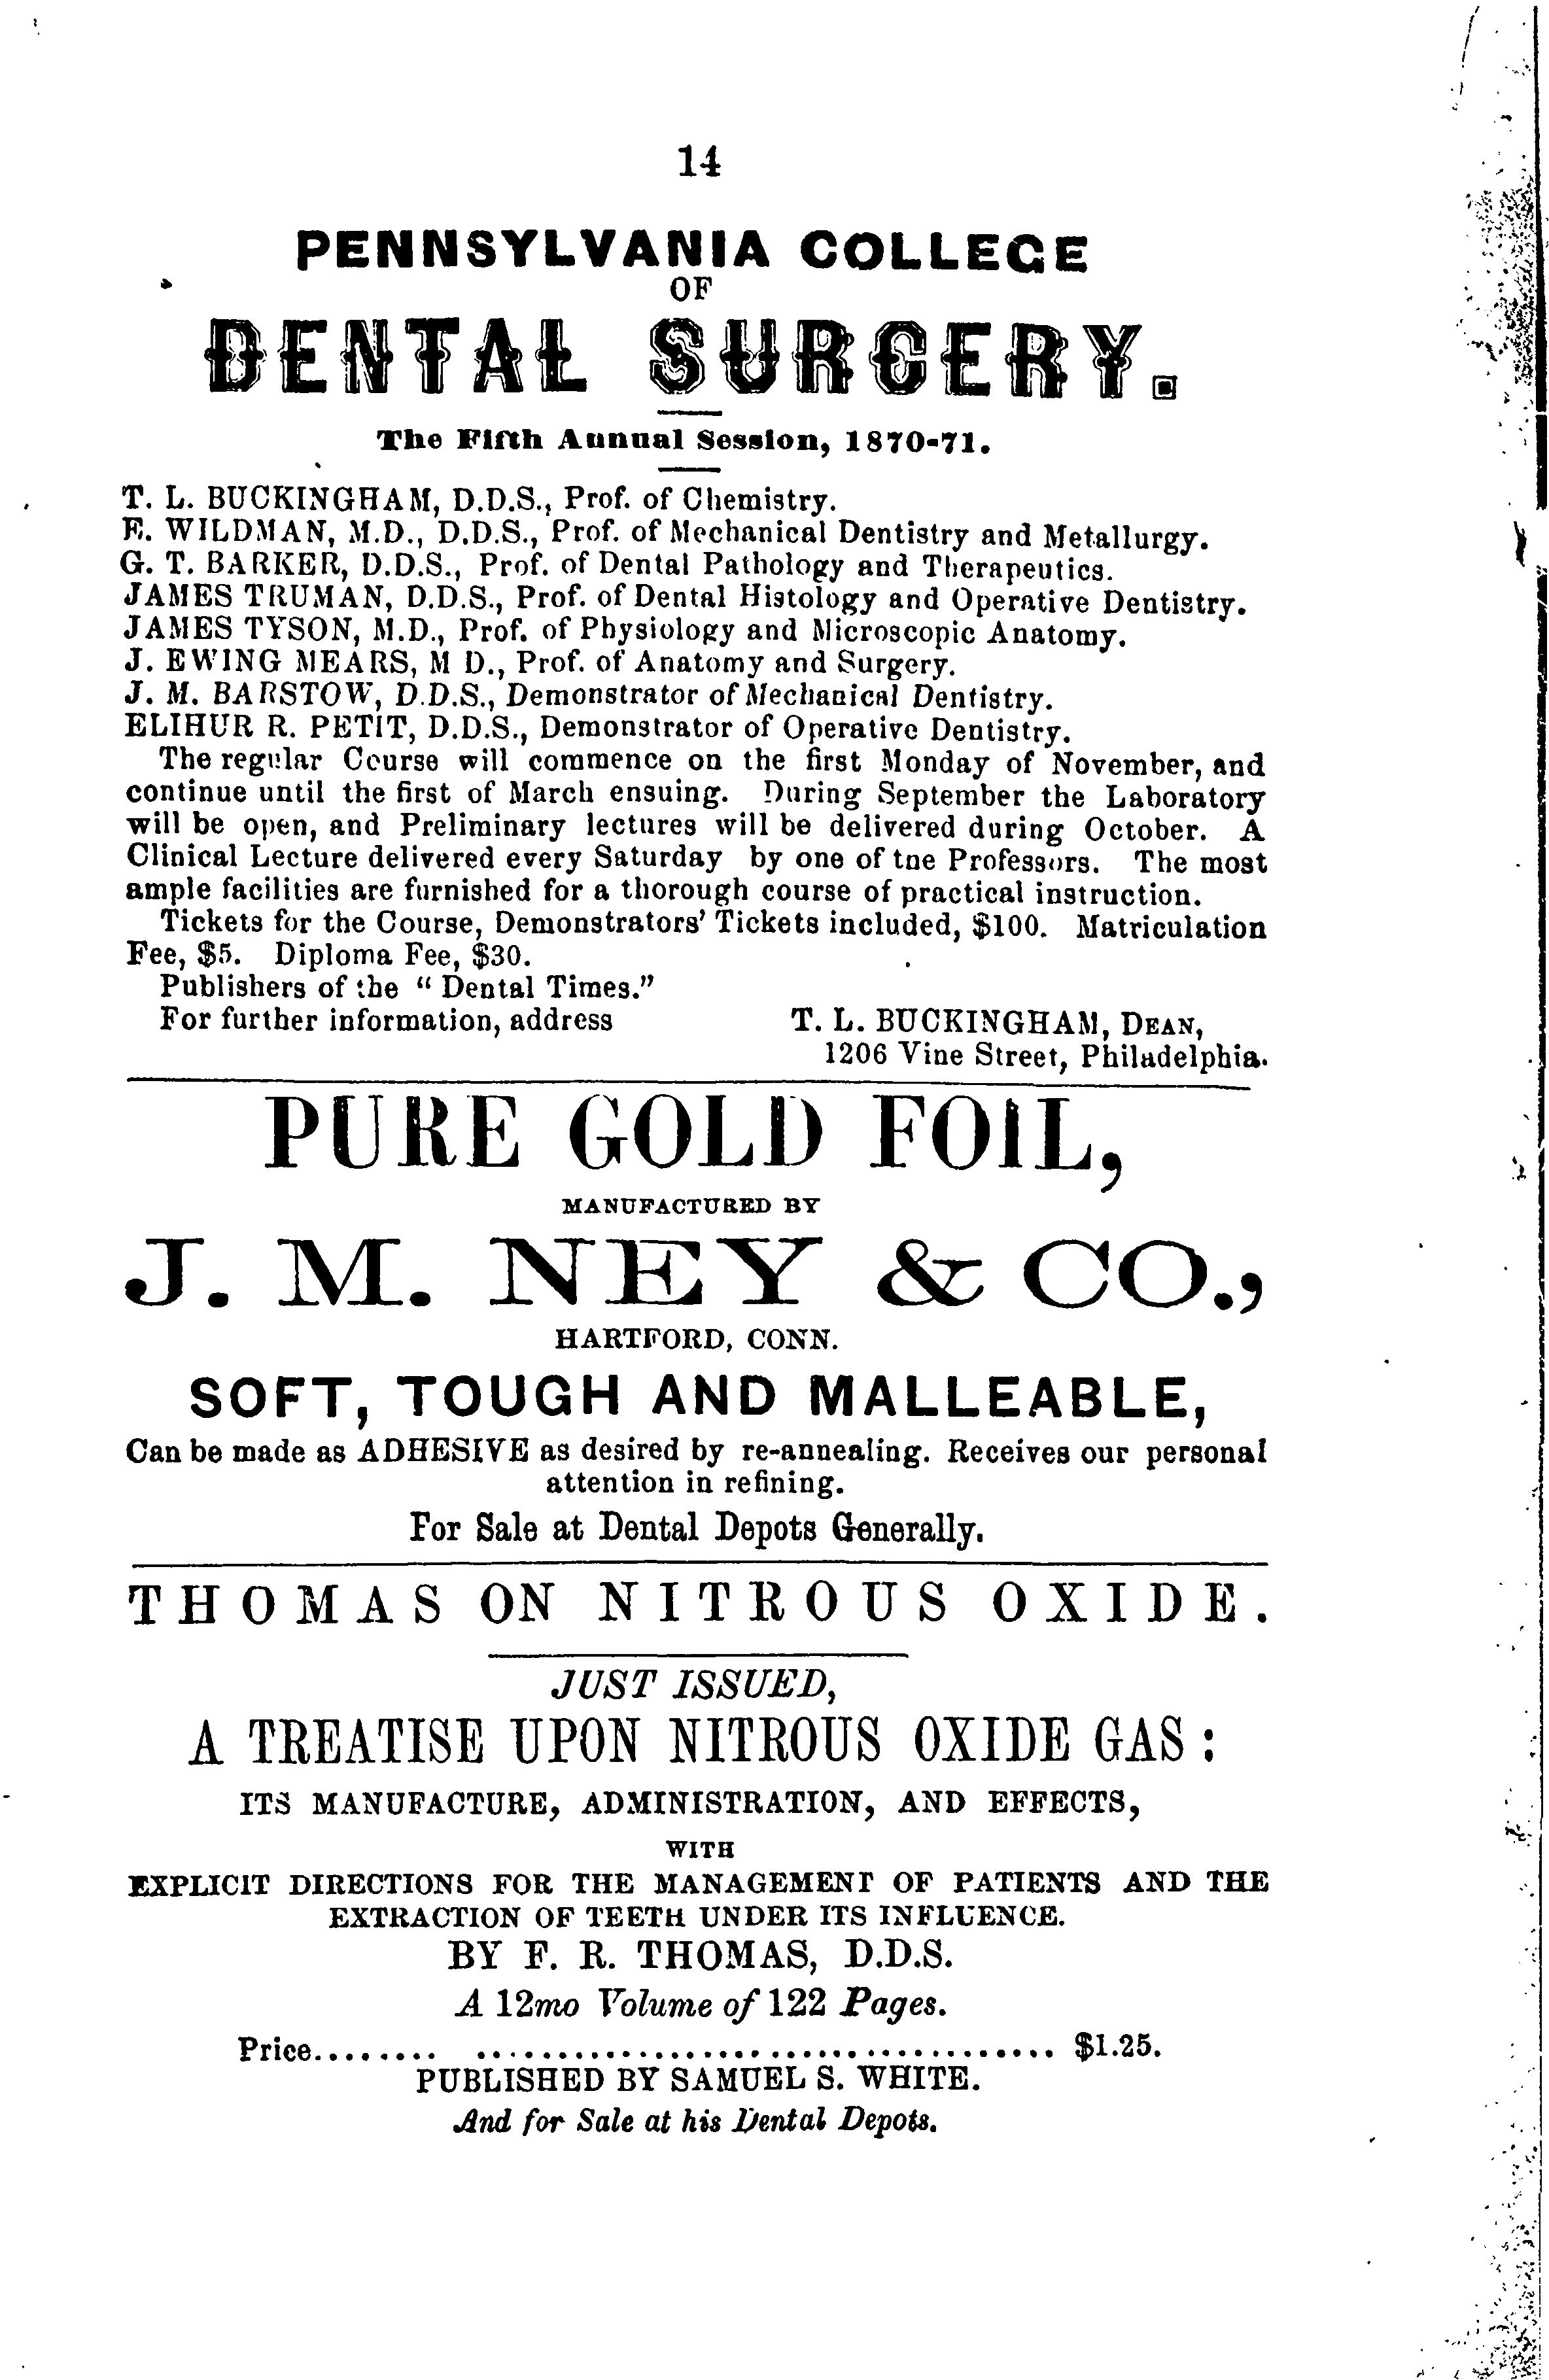 14
PENNSYLVANIA COLLEGE
OF
DENTAL SURGERY.
The Fifth Annual Session, 1870-71.
T. L. BUCKINGHAM, D.D.S., Prof. of Chemistry.
E. WILDMAN, M.D., D.D.S., Prof. of Mechanical Dentistry and Metallurgy.
G. T. BARKER, D.D.S., Prof. of Dental Pathology and Therapeutics.
JAMES TRUMAN, D.D.S., Prof. of Dental Histology and Operative Dentistry.
JAMES TYSON, M.D., Prof. of Physiology and Microscopic Anatomy.
J. EWING MEARS, M D., Prof. of Anatomy and Surgery.
J. M. BARSTOW, D.D.S., Demonstrator of Mechanical Dentistry.
ELIHUR R. PETIT, D.D.S., Demonstrator of Operative Dentistry.
The regular Course will commence on the first Monday of November, and
continue until the first of March ensuing. During September the Laboratory
will be open, and Preliminary lectures will be delivered during October. A
Clinical Lecture delivered every Saturday by one of tne Professors. The most
ample facilities are furnished for a thorough course of practical instruction.
Tickets for the Course, Demonstrators' Tickets included, $100. Matriculation
Fee, $5. Diploma Fee, $30.
Publishers of the “ Dental Times.”
For further information, address T. L. BUCKINGHAM, DEAN,
1206 Vine Street, Philadelphia.
PURE GOLD FOIL,
MANUFACTURED BY
J. M. NEY & CO.,
HARTFORD, CONN.
SOFT, TOUGH AND MALLEABLE,
Can be made as ADHESIVE as desired by re-annealing. Receives our personal
attention in refining.
For Sale at Dental Depots Generally.
THOMAS ON NITROUS OXIDE.
JUST ISSUED,
A TREATISE UPON NITROUS OXIDE GAS :
ITS MANUFACTURE, ADMINISTRATION, AND EFFECTS,
WITH
EXPLICIT DIRECTIONS FOR THE MANAGEMENT OF PATIENTS AND THE
EXTRACTION OF TEETH UNDER ITS INFLUENCE.
BY F. R. THOMAS, D.D.S.
A 12mo Volume of 122 Pages.
Price........ .................................... $1.25.
PUBLISHED BY SAMUEL S. WHITE.
And for Sale at his Dental Depots.